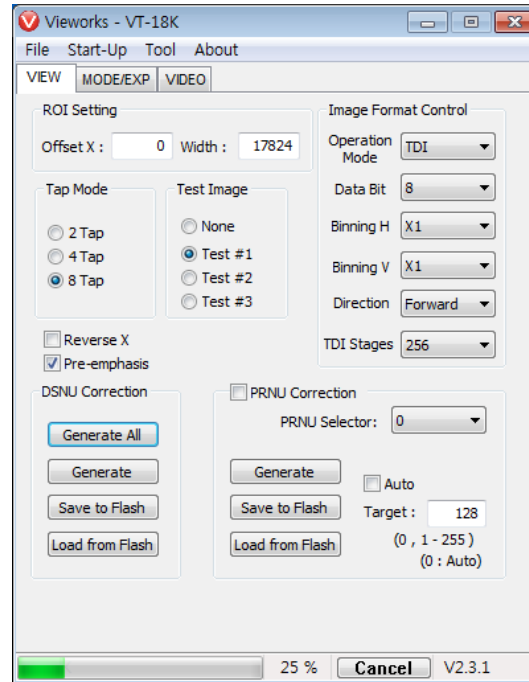 Vieworks - VT-18K
File Start-Up Tool About
VIEW MODE/EXP VIDEO
ROI Setting
Offset X : 0 Width : 17824
Tap Mode
2 Tap
4 Tap
8 Tap
Test Image
None
Test #1
Test #2
Test #3
Image Format Control
Operation Mode TDI
Data Bit 8
Binning H X1
Binning V X1
Direction Forward
TDI Stages 256
Reverse X
Pre-emphasis
DSNU Correction
Generate All
Generate
Save to Flash
Load from Flash
PRNU Correction
PRNU Selector: 0
Generate
Save to Flash
Load from Flash
Auto
Target : 128
(0 , 1 - 255 )
(0 : Auto)
25 % Cancel V2.3.1